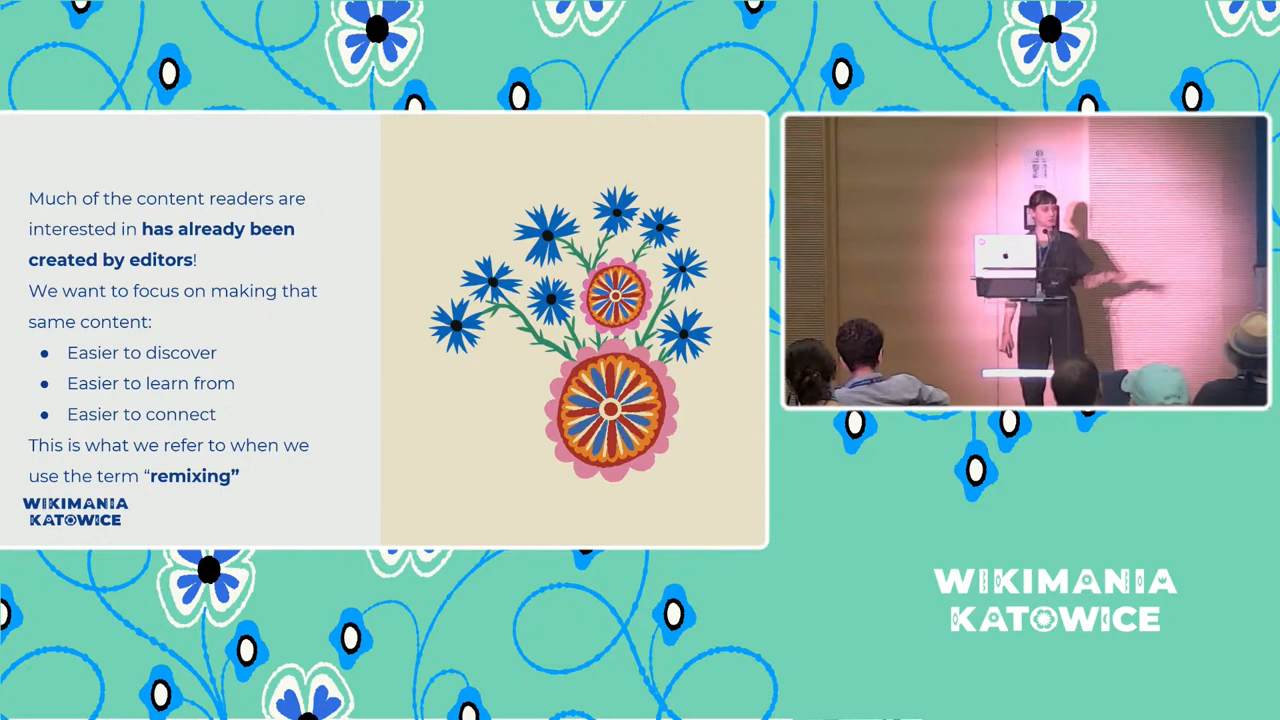 Much of the content readers are
interested in has already been
created by editors!
We want to focus on making that
same content:
● Easier to discover
● Easier to learn from
● Easier to connect
This is what we refer to when we
use the term “remixing”
WIKIMANIA
KATOWICE
WIKIMANIA
KATOWICE